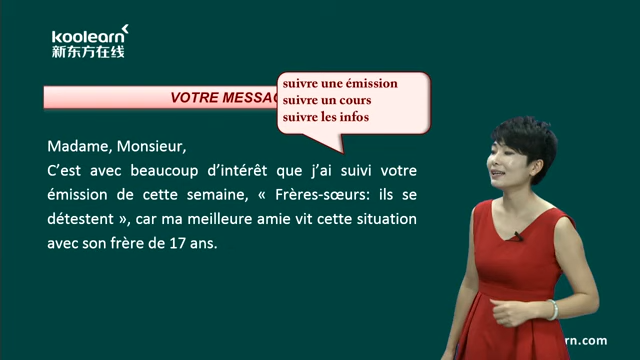 koolearn
新东方在线
VOTRE MESSAG
suivre une émission
suivre un cours
suivre les infos
Madame, Monsieur,
C’est avec beaucoup d’intérêt que j’ai suivi votre
émission de cette semaine, « Frères-sœurs: ils se
détestent », car ma meilleure amie vit cette situation
avec son frère de 17 ans.
rn.com